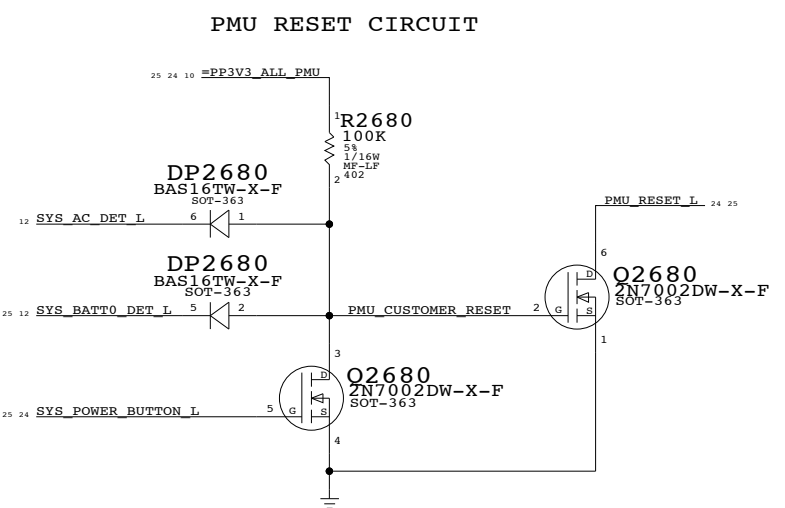 PMU RESET CIRCUIT
25 24 10 =PP3V3_ALL_PMU
1
R2680
100K
5%
1/16W
MF-LF
402
2
DP2680
BAS16TW-X-F
SOT-363
12 SYS_AC_DET_L 6 1
PMU_RESET_L 24 25
6
DP2680
BAS16TW-X-F
SOT-363
25 12 SYS_BATT0_DET_L 5 2
PMU_CUSTOMER_RESET 2
G D S
Q2680
2N7002DW-X-F
SOT-363
1
3
Q2680
2N7002DW-X-F
SOT-363
25 24 SYS_POWER_BUTTON_L 5
G D S
4